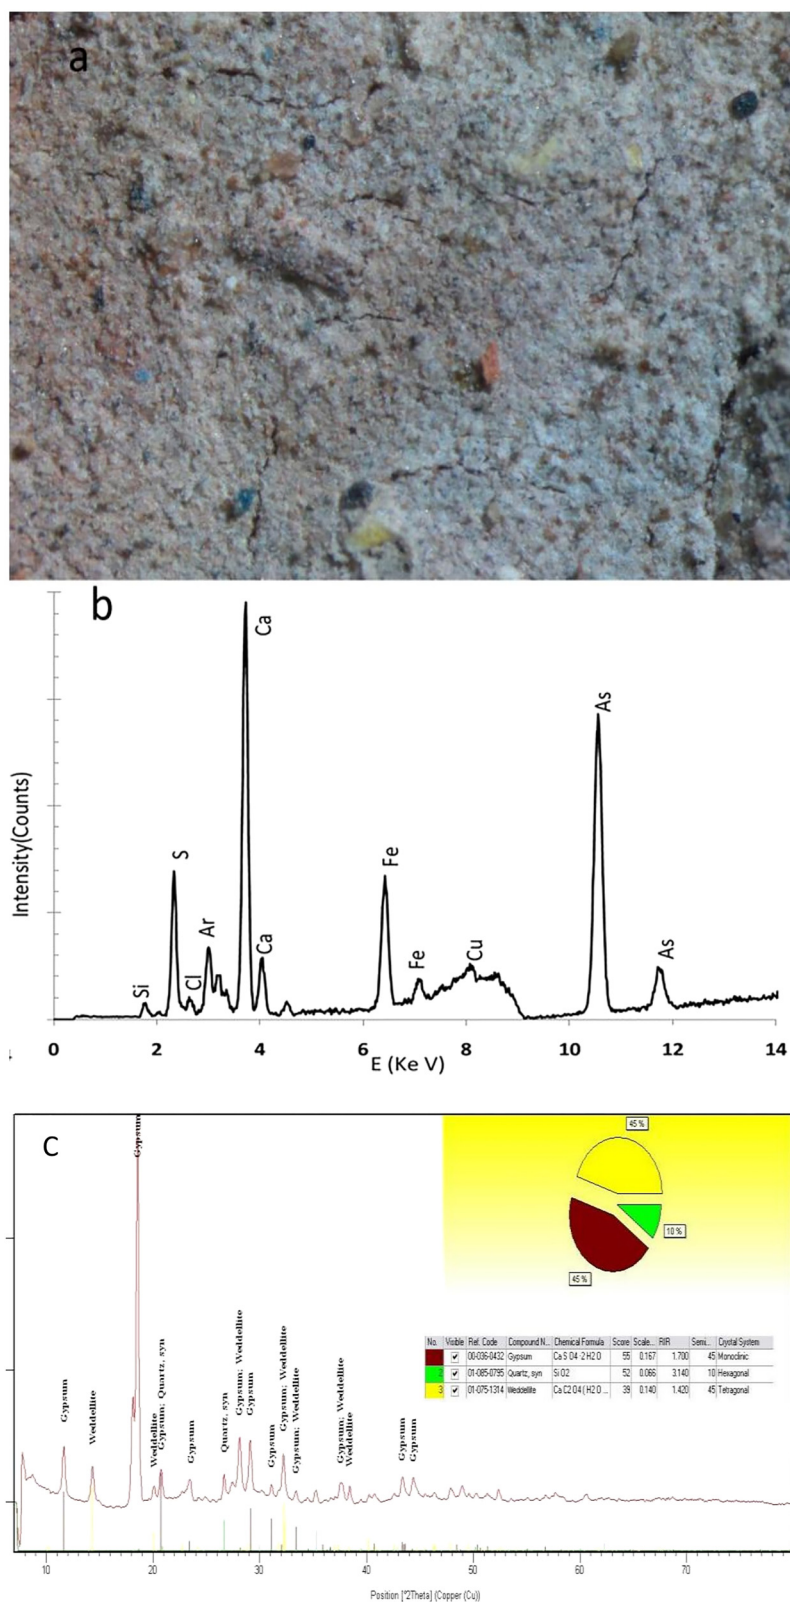 a
b
Intensity(Counts)
Si
S
Cl
Ar
Ca
Ca
Fe
Fe
Cu
As
As
0 2 4 6 8 10 12 14
E (Ke V)
c
Gypsum
Weddellite
Gypsum
Weddellite
Gypsum; Quartz, syn
Gypsum
Quartz, syn
Gypsum; Weddellite
Gypsum
Gypsum
Gypsum; Weddellite
Gypsum; Weddellite
Gypsum; Weddellite
Weddellite
Gypsum
Gypsum
45 %
10 %
45 %
No. Visible Ref. Code Compound N... Chemical Formula Score Scale... RIR Semi... Crystal System
00-036-0432 Gypsum Ca S O4 ·2 H2 O 55 0.167 1.700 45 Monoclinic
2 01-085-0795 Quartz, syn Si O2 52 0.066 3.140 10 Hexagonal
3 01-075-1314 Weddellite Ca C2 O4 ( H2 O ... 39 0.140 1.420 45 Tetragonal
10 20 30 40 50 60 70
Position [°2Theta] (Copper (Cu))